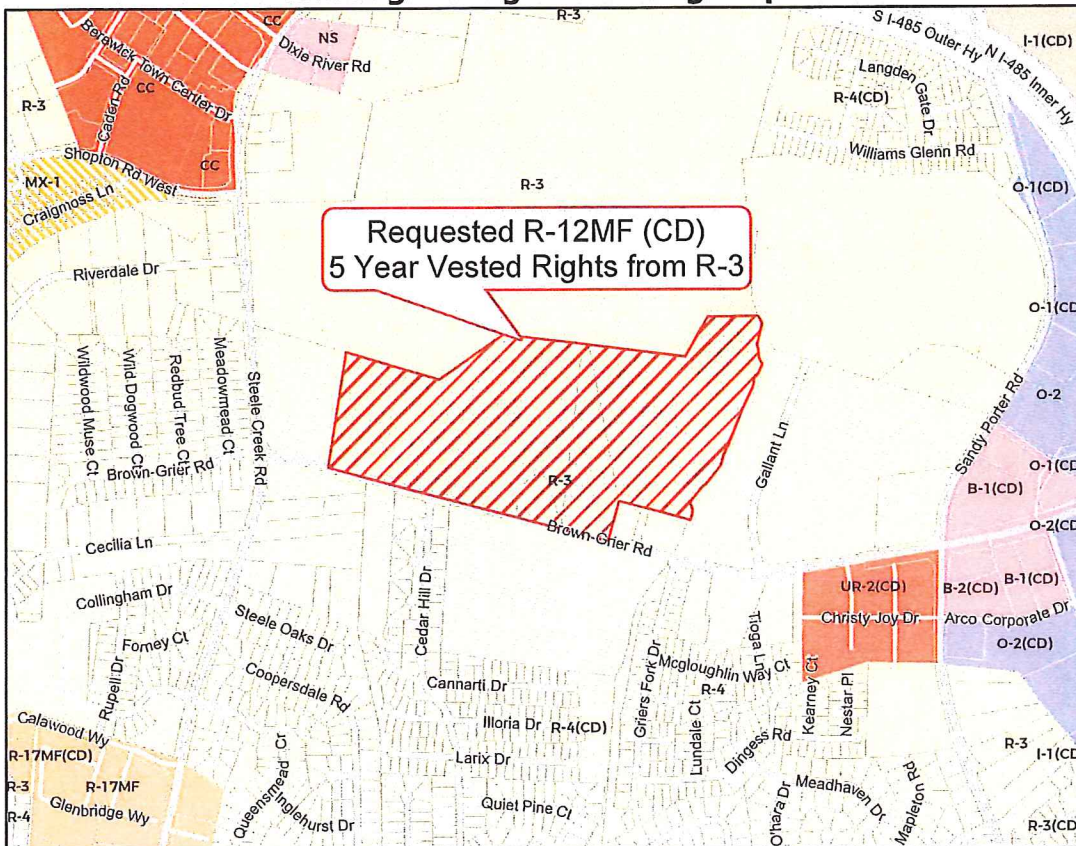 R-3
CC
NS
Dixie River Rd
S I-485 Outer Hy
N I-485 Inner Hy
I-1(CD)
Berewick Town Center Dr
CC
Caden Rd
R-3
CC
Langden Gate Dr
R-4(CD)
Williams Glenn Rd
Shopton Rd West
MX-1
Craigmoss Ln
R-3
O-1(CD)
Requested R-12MF (CD)
5 Year Vested Rights from R-3
Riverdale Dr
O-1(CD
Wildwood Muse Ct
Wild Dogwood Ct
Redbud Tree Ct
Meadowmead Ct
Steele Creek Rd
O-2
Sandy Porter Rd
Gallant Ln
Brown-Grier Rd
R-3
O-1(CD
B-1(CD)
Brown-Grier Rd
O-2(CD
Cecilia Ln
Collingham Dr
Steele Oaks Dr
Cedar Hill Dr
UR-2(CD)
B-2(CD)
B-1(CD)
Christy Joy Dr
Arco Corporate Dr
Tioga Ln
O-2(CD)
Forney Ct
Rupell Dr
Coopersdale Rd
Cannarti Dr
Griers Fork Dr
Mcgloughlin Way Ct
R-4
Kearney Ct
Nestar Pl
Illoria Dr
R-4(CD)
Lundale Ct
Dingess Rd
Calawood Wy
R-17MF(CD)
Larix Dr
R-3
I-1(CD
R-3
R-17MF
Queensmead Cr
Inglehurst Dr
Quiet Pine Ct
O'hara Dr
Meadhaven Dr
Mapleton Rd
Glenbridge Wy
R-4
R-3(CD